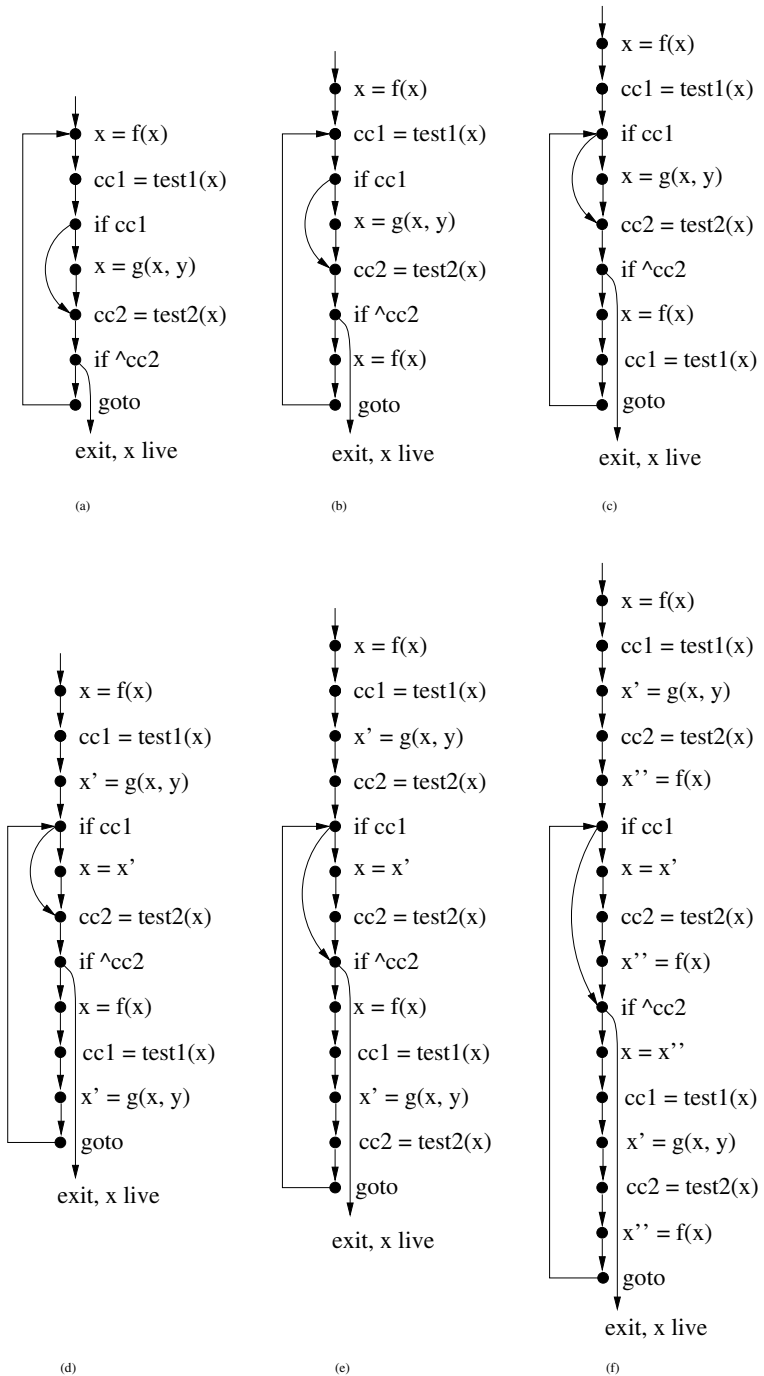 x = f(x)
cc1 = test1(x)
if cc1
x = g(x, y)
cc2 = test2(x)
if ^cc2
goto
exit, x live
(a)
x = f(x)
cc1 = test1(x)
if cc1
x = g(x, y)
cc2 = test2(x)
if ^cc2
x = f(x)
goto
exit, x live
(b)
x = f(x)
cc1 = test1(x)
if cc1
x = g(x, y)
cc2 = test2(x)
if ^cc2
x = f(x)
cc1 = test1(x)
goto
exit, x live
(c)
x = f(x)
cc1 = test1(x)
x' = g(x, y)
if cc1
x = x'
cc2 = test2(x)
if ^cc2
x = f(x)
cc1 = test1(x)
x' = g(x, y)
goto
exit, x live
(d)
x = f(x)
cc1 = test1(x)
x' = g(x, y)
cc2 = test2(x)
if cc1
x = x'
cc2 = test2(x)
if ^cc2
x = f(x)
cc1 = test1(x)
x' = g(x, y)
cc2 = test2(x)
goto
exit, x live
(e)
x = f(x)
cc1 = test1(x)
x' = g(x, y)
cc2 = test2(x)
x'' = f(x)
if cc1
x = x'
cc2 = test2(x)
x'' = f(x)
if ^cc2
x = x''
cc1 = test1(x)
x' = g(x, y)
cc2 = test2(x)
x'' = f(x)
goto
exit, x live
(f)